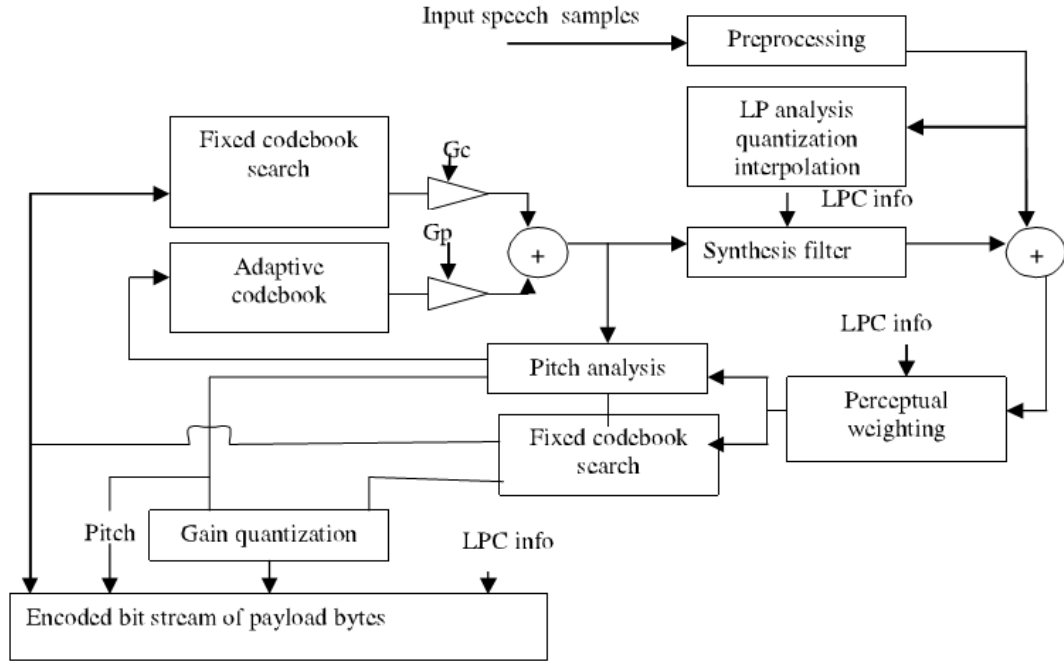 Input speech samples
Preprocessing
LP analysis
quantization
interpolation
Fixed codebook
search
Gc
LPC info
Gp
+
Synthesis filter
+
Adaptive
codebook
LPC info
Pitch analysis
Perceptual
weighting
Fixed codebook
search
Pitch
Gain quantization
LPC info
Encoded bit stream of payload bytes